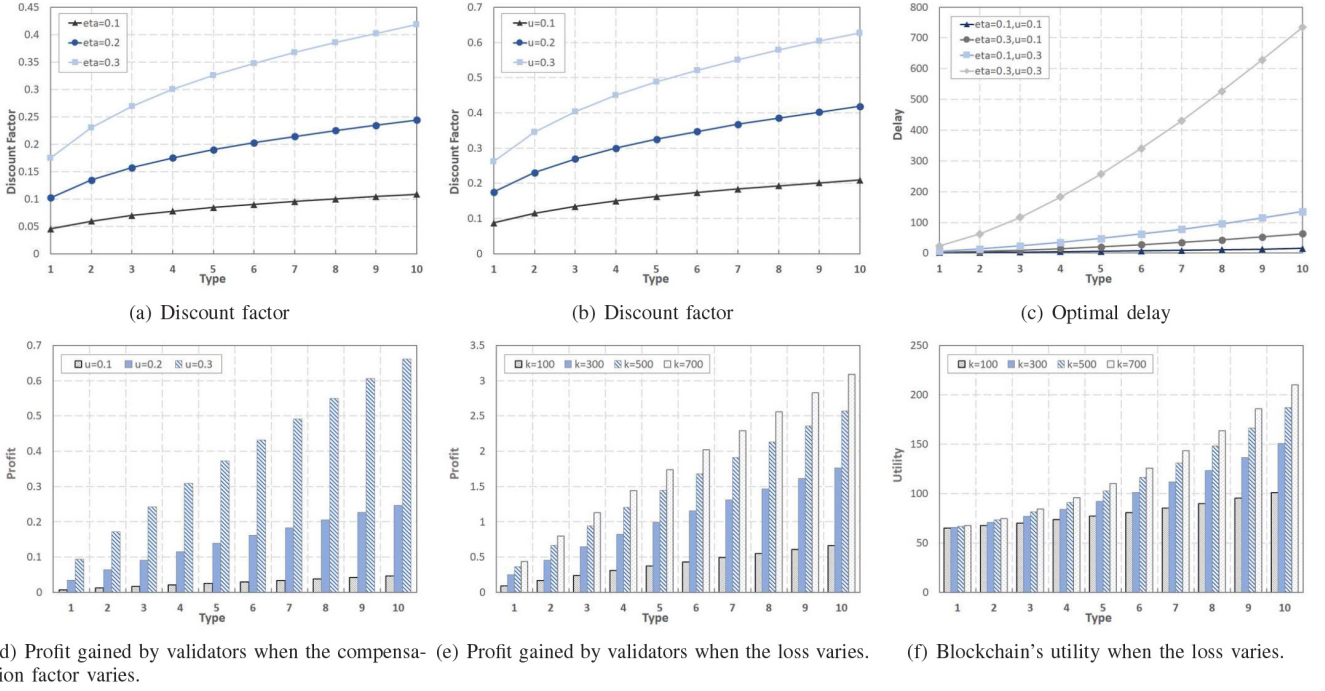 0.45
0.4
0.35
0.3
0.25
0.2
0.15
0.1
0.05
0
Discount Factor
eta=0.1
eta=0.2
eta=0.3
1 2 3 4 5 6 7 8 9 10
Type
(a) Discount factor
0.7
0.6
0.5
0.4
0.3
0.2
0.1
0
Discount Factor
u=0.1
u=0.2
u=0.3
1 2 3 4 5 6 7 8 9 10
Type
(b) Discount factor
800
700
600
500
400
300
200
100
0
Delay
eta=0.1,u=0.1
eta=0.3,u=0.1
eta=0.1,u=0.3
eta=0.3,u=0.3
1 2 3 4 5 6 7 8 9 10
Type
(c) Optimal delay
0.7
0.6
0.5
0.4
0.3
0.2
0.1
0
Profit
u=0.1 u=0.2 u=0.3
1 2 3 4 5 6 7 8 9 10
Type
d) Profit gained by validators when the compensa-
ion factor varies.
3.5
3
2.5
2
1.5
1
0.5
0
Profit
k=100 k=300 k=500 k=700
1 2 3 4 5 6 7 8 9 10
Type
(e) Profit gained by validators when the loss varies.
250
200
150
100
50
0
Utility
k=100 k=300 k=500 k=700
1 2 3 4 5 6 7 8 9 10
Type
(f) Blockchain's utility when the loss varies.